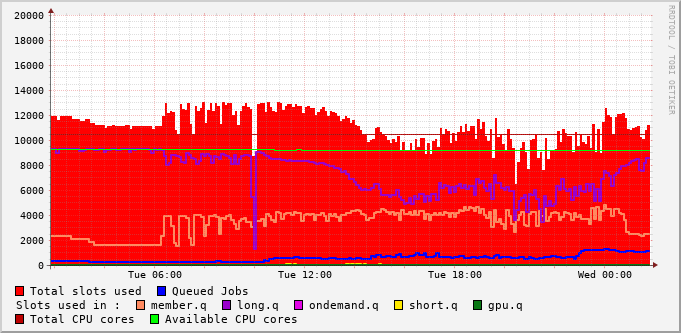 20000
18000
16000
14000
12000
10000
8000
6000
4000
2000
0
Tue 06:00 Tue 12:00 Tue 18:00 Wed 00:00
Total slots used Queued Jobs
Slots used in : member.q long.q ondemand.q short.q gpu.q
Total CPU cores Available CPU cores
RRDTOOL / TOBI OETIKER